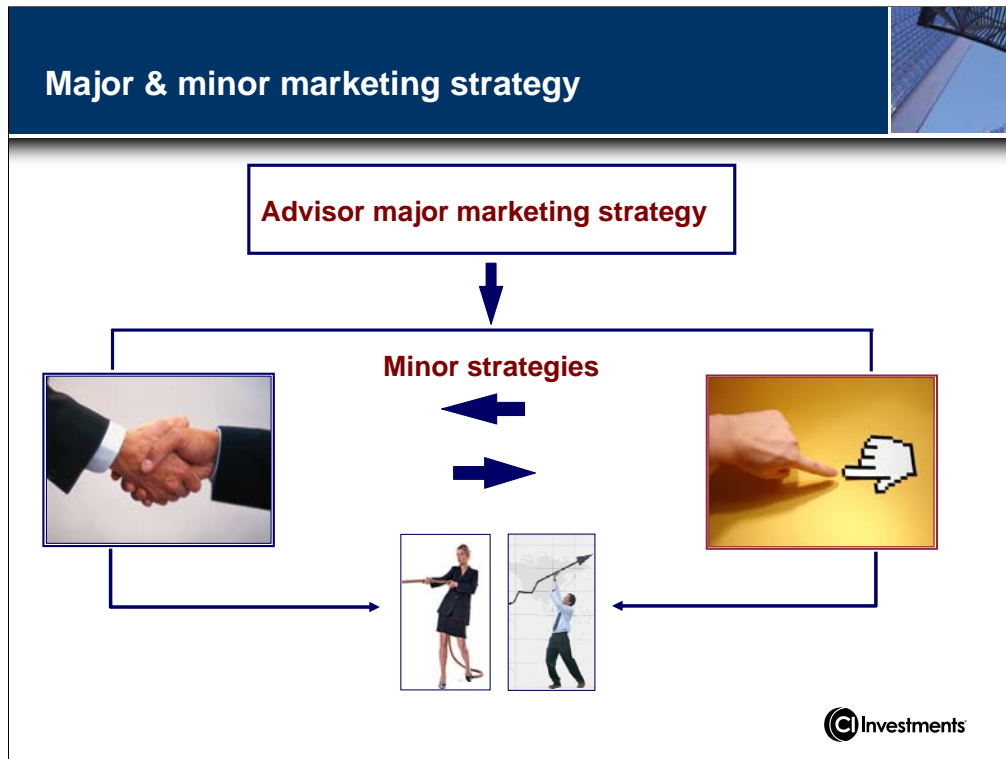 Major & minor marketing strategy
Advisor major marketing strategy
Minor strategies
CI Investments